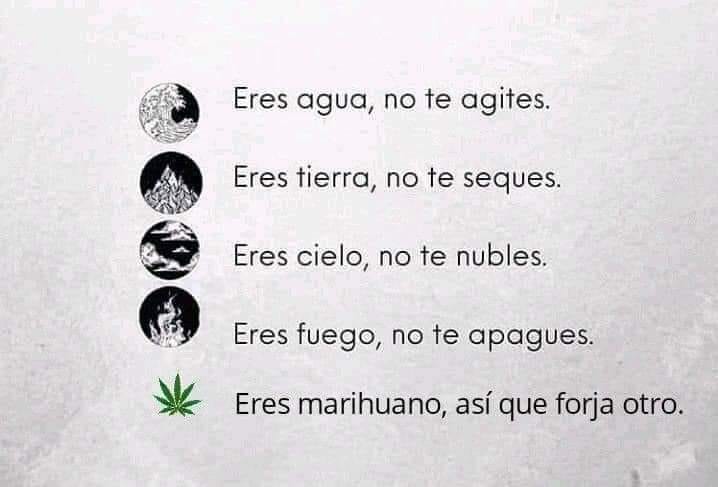 Eres agua, no te agites.
Eres tierra, no te seques.
Eres cielo, no te nubles.
Eres fuego, no te apagues.
Eres marihuano, así que forja otro.